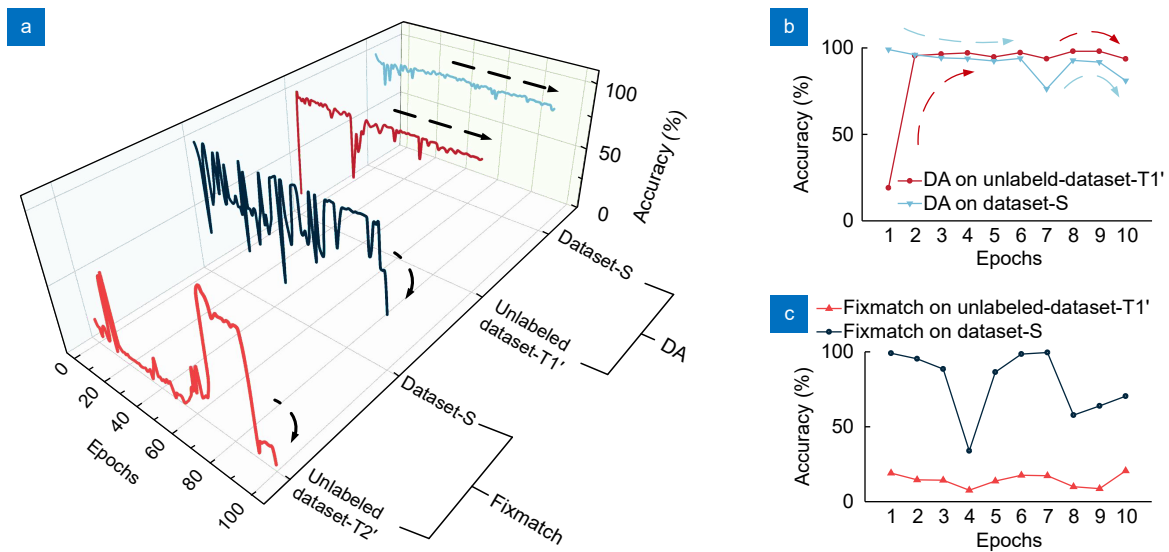 a
100
50
0
Accuracy (%)
0
20
40
60
80
100
Epochs
Dataset-S
Unlabeled
dataset-T1'
DA
Dataset-S
Unlabeled
dataset-T2'
Fixmatch
b
100
50
0
Accuracy (%)
DA on unlabeld-dataset-T1'
DA on dataset-S
1 2 3 4 5 6 7 8 9 10
Epochs
c
Fixmatch on unlabeled-dataset-T1'
Fixmatch on dataset-S
100
50
0
Accuracy (%)
1 2 3 4 5 6 7 8 9 10
Epochs